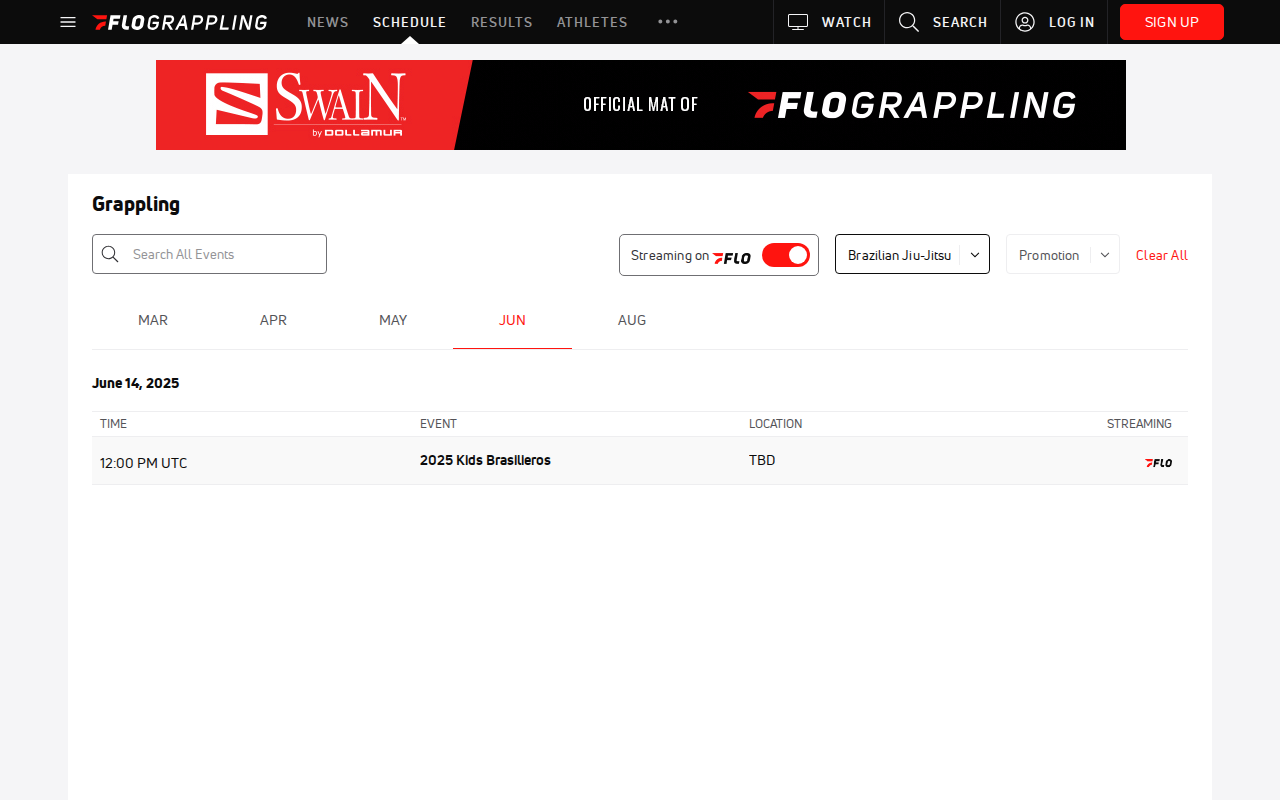 FLOGRAPPLING NEWS SCHEDULE RESULTS ATHLETES WATCH SEARCH LOG IN SIGN UP
SWAIN
by DOLLAMUR
OFFICIAL MAT OF FLOGRAPPLING
Grappling
Search All Events Streaming on FLO Brazilian Jiu-Jitsu Promotion Clear All
MAR APR MAY JUN AUG
June 14, 2025
TIME EVENT LOCATION STREAMING
12:00 PM UTC 2025 Kids Brasilieros TBD FLO